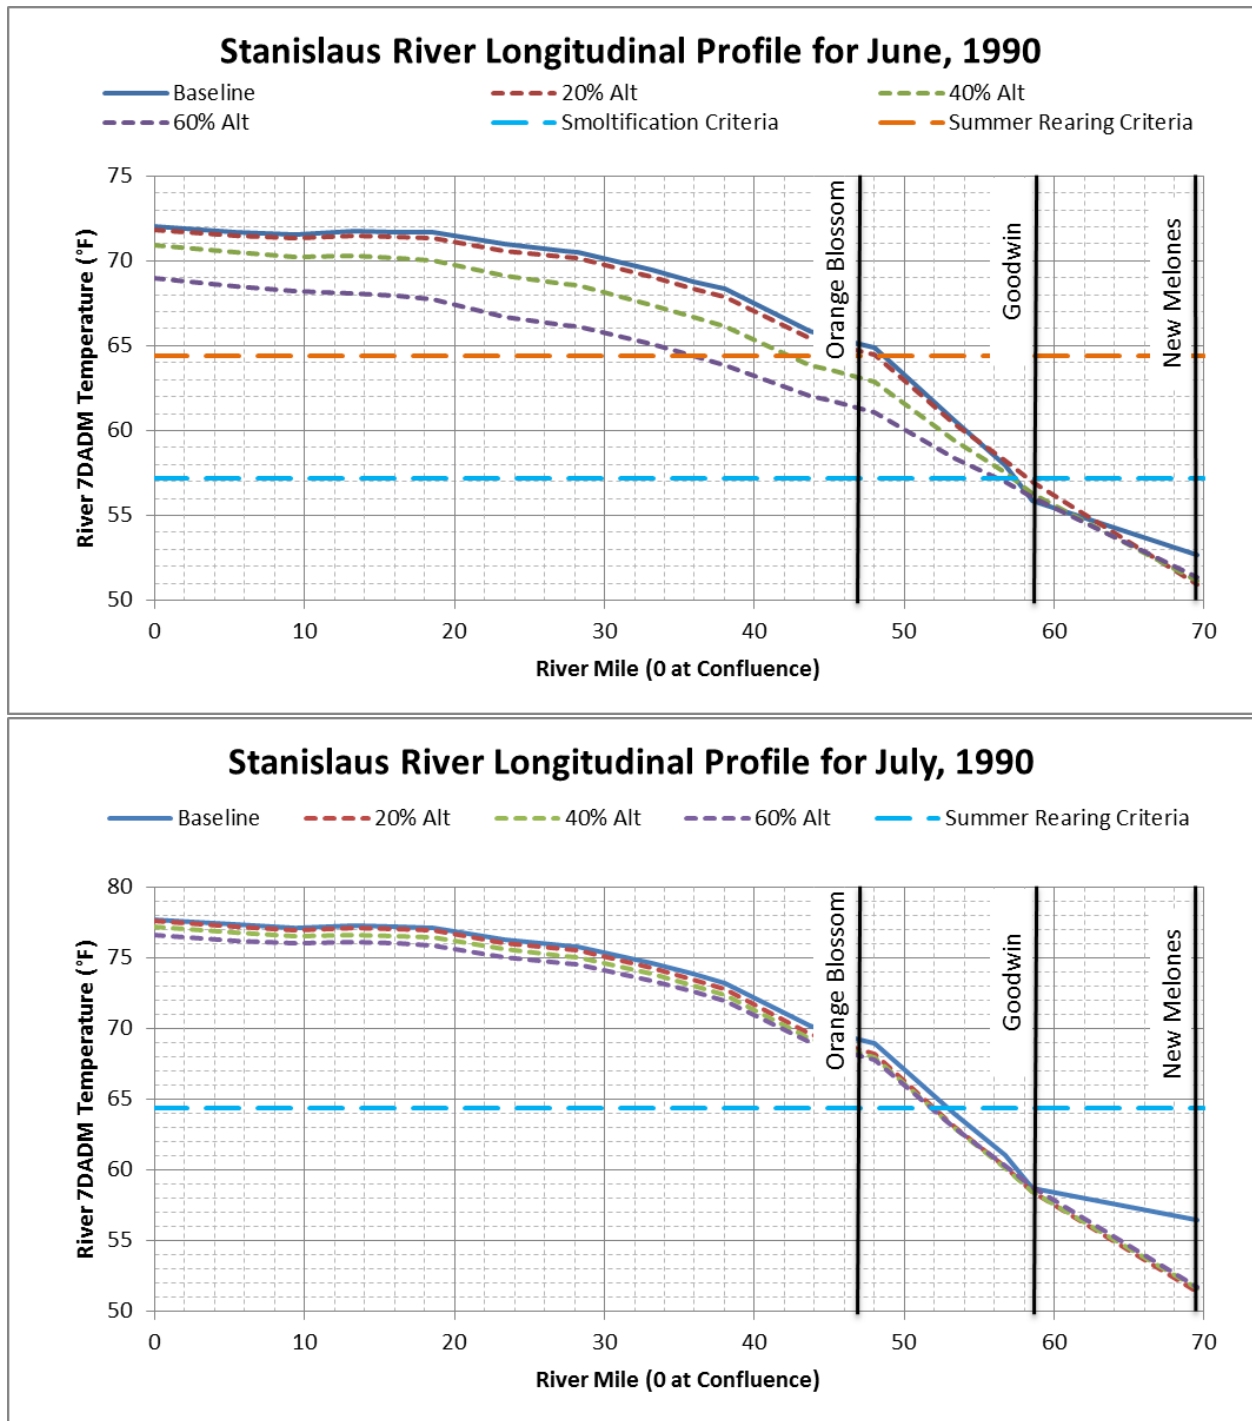 Stanislaus River Longitudinal Profile for June, 1990
Baseline 20% Alt 40% Alt
60% Alt Smoltification Criteria Summer Rearing Criteria
River 7DADM Temperature (°F)
75
70
65
60
55
50
Orange Blossom
Goodwin
New Melones
0 10 20 30 40 50 60 70
River Mile (0 at Confluence)
Stanislaus River Longitudinal Profile for July, 1990
Baseline 20% Alt 40% Alt 60% Alt Summer Rearing Criteria
River 7DADM Temperature (°F)
80
75
70
65
60
55
50
Orange Blossom
Goodwin
New Melones
0 10 20 30 40 50 60 70
River Mile (0 at Confluence)